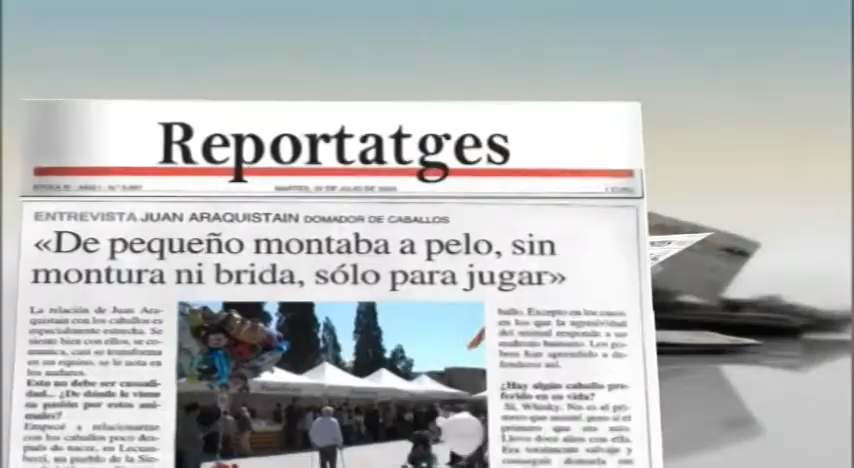 Reportatges
ENTREVISTA JUAN ARAQUISTAIN DOMADOR DE CABALLOS
«De pequeño montaba a pelo, sin
montura ni brida, sólo para jugar»
La relación de Juan Ara-
quistain con los caballos es
especialmente estrecha. Se
siente bien con ellos, se co-
munica, casi se transforma
en un equino, se le nota en
los andares.
Esto no debe ser casuali-
dad... ¿De dónde le viene
su pasión por estos ani-
males?
Empecé a relacionarme
con los caballos poco des-
pués de nacer, en Lecum-
berri, un pueblo de la
ballo. Excepto en los casos
en los que la agresividad
del animal responde a un
maltrato humano. Los po-
bres han aprendido a de-
fenderse así.
¿Hay algún caballo pre-
ferido en su vida?
Sí, Whisky. No es el pri-
mero que monté, pero sí el
primero que era mío.
Llevo doce años con ella.
Era totalmente salvaje y
conseguir domarla